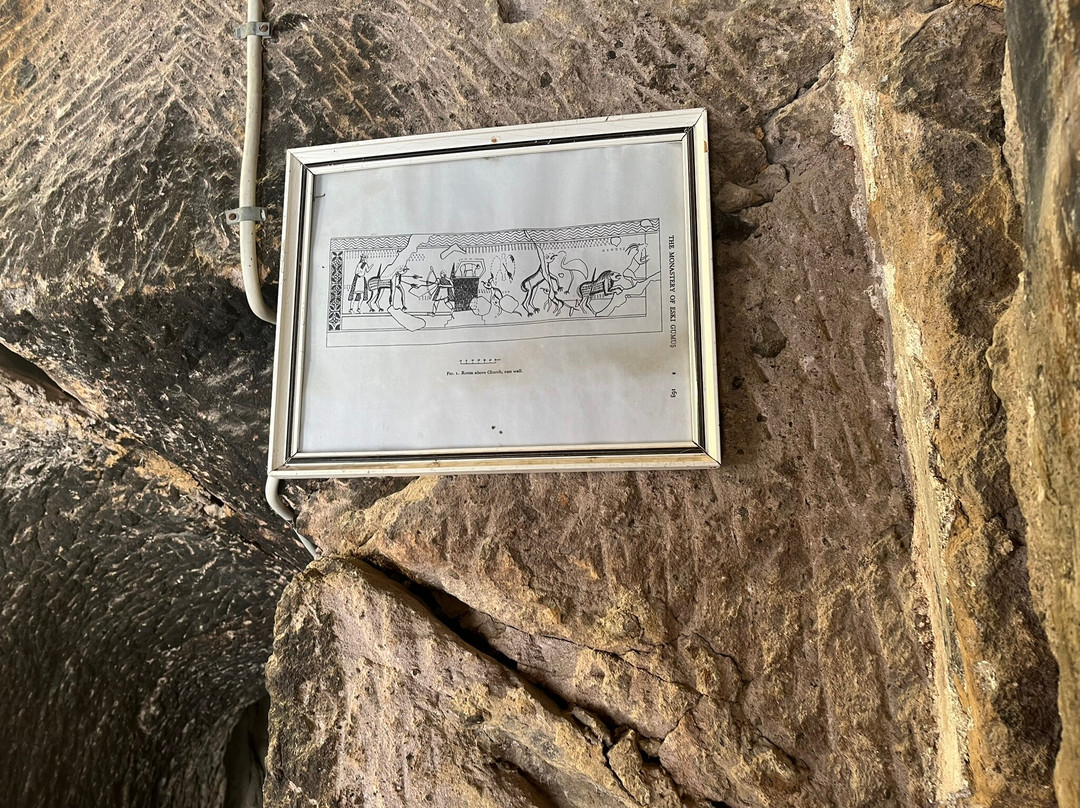 THE MONASTERY OF ESKI GÜMÜŞ * 163
FIG. 1. Room above Church; east wall.